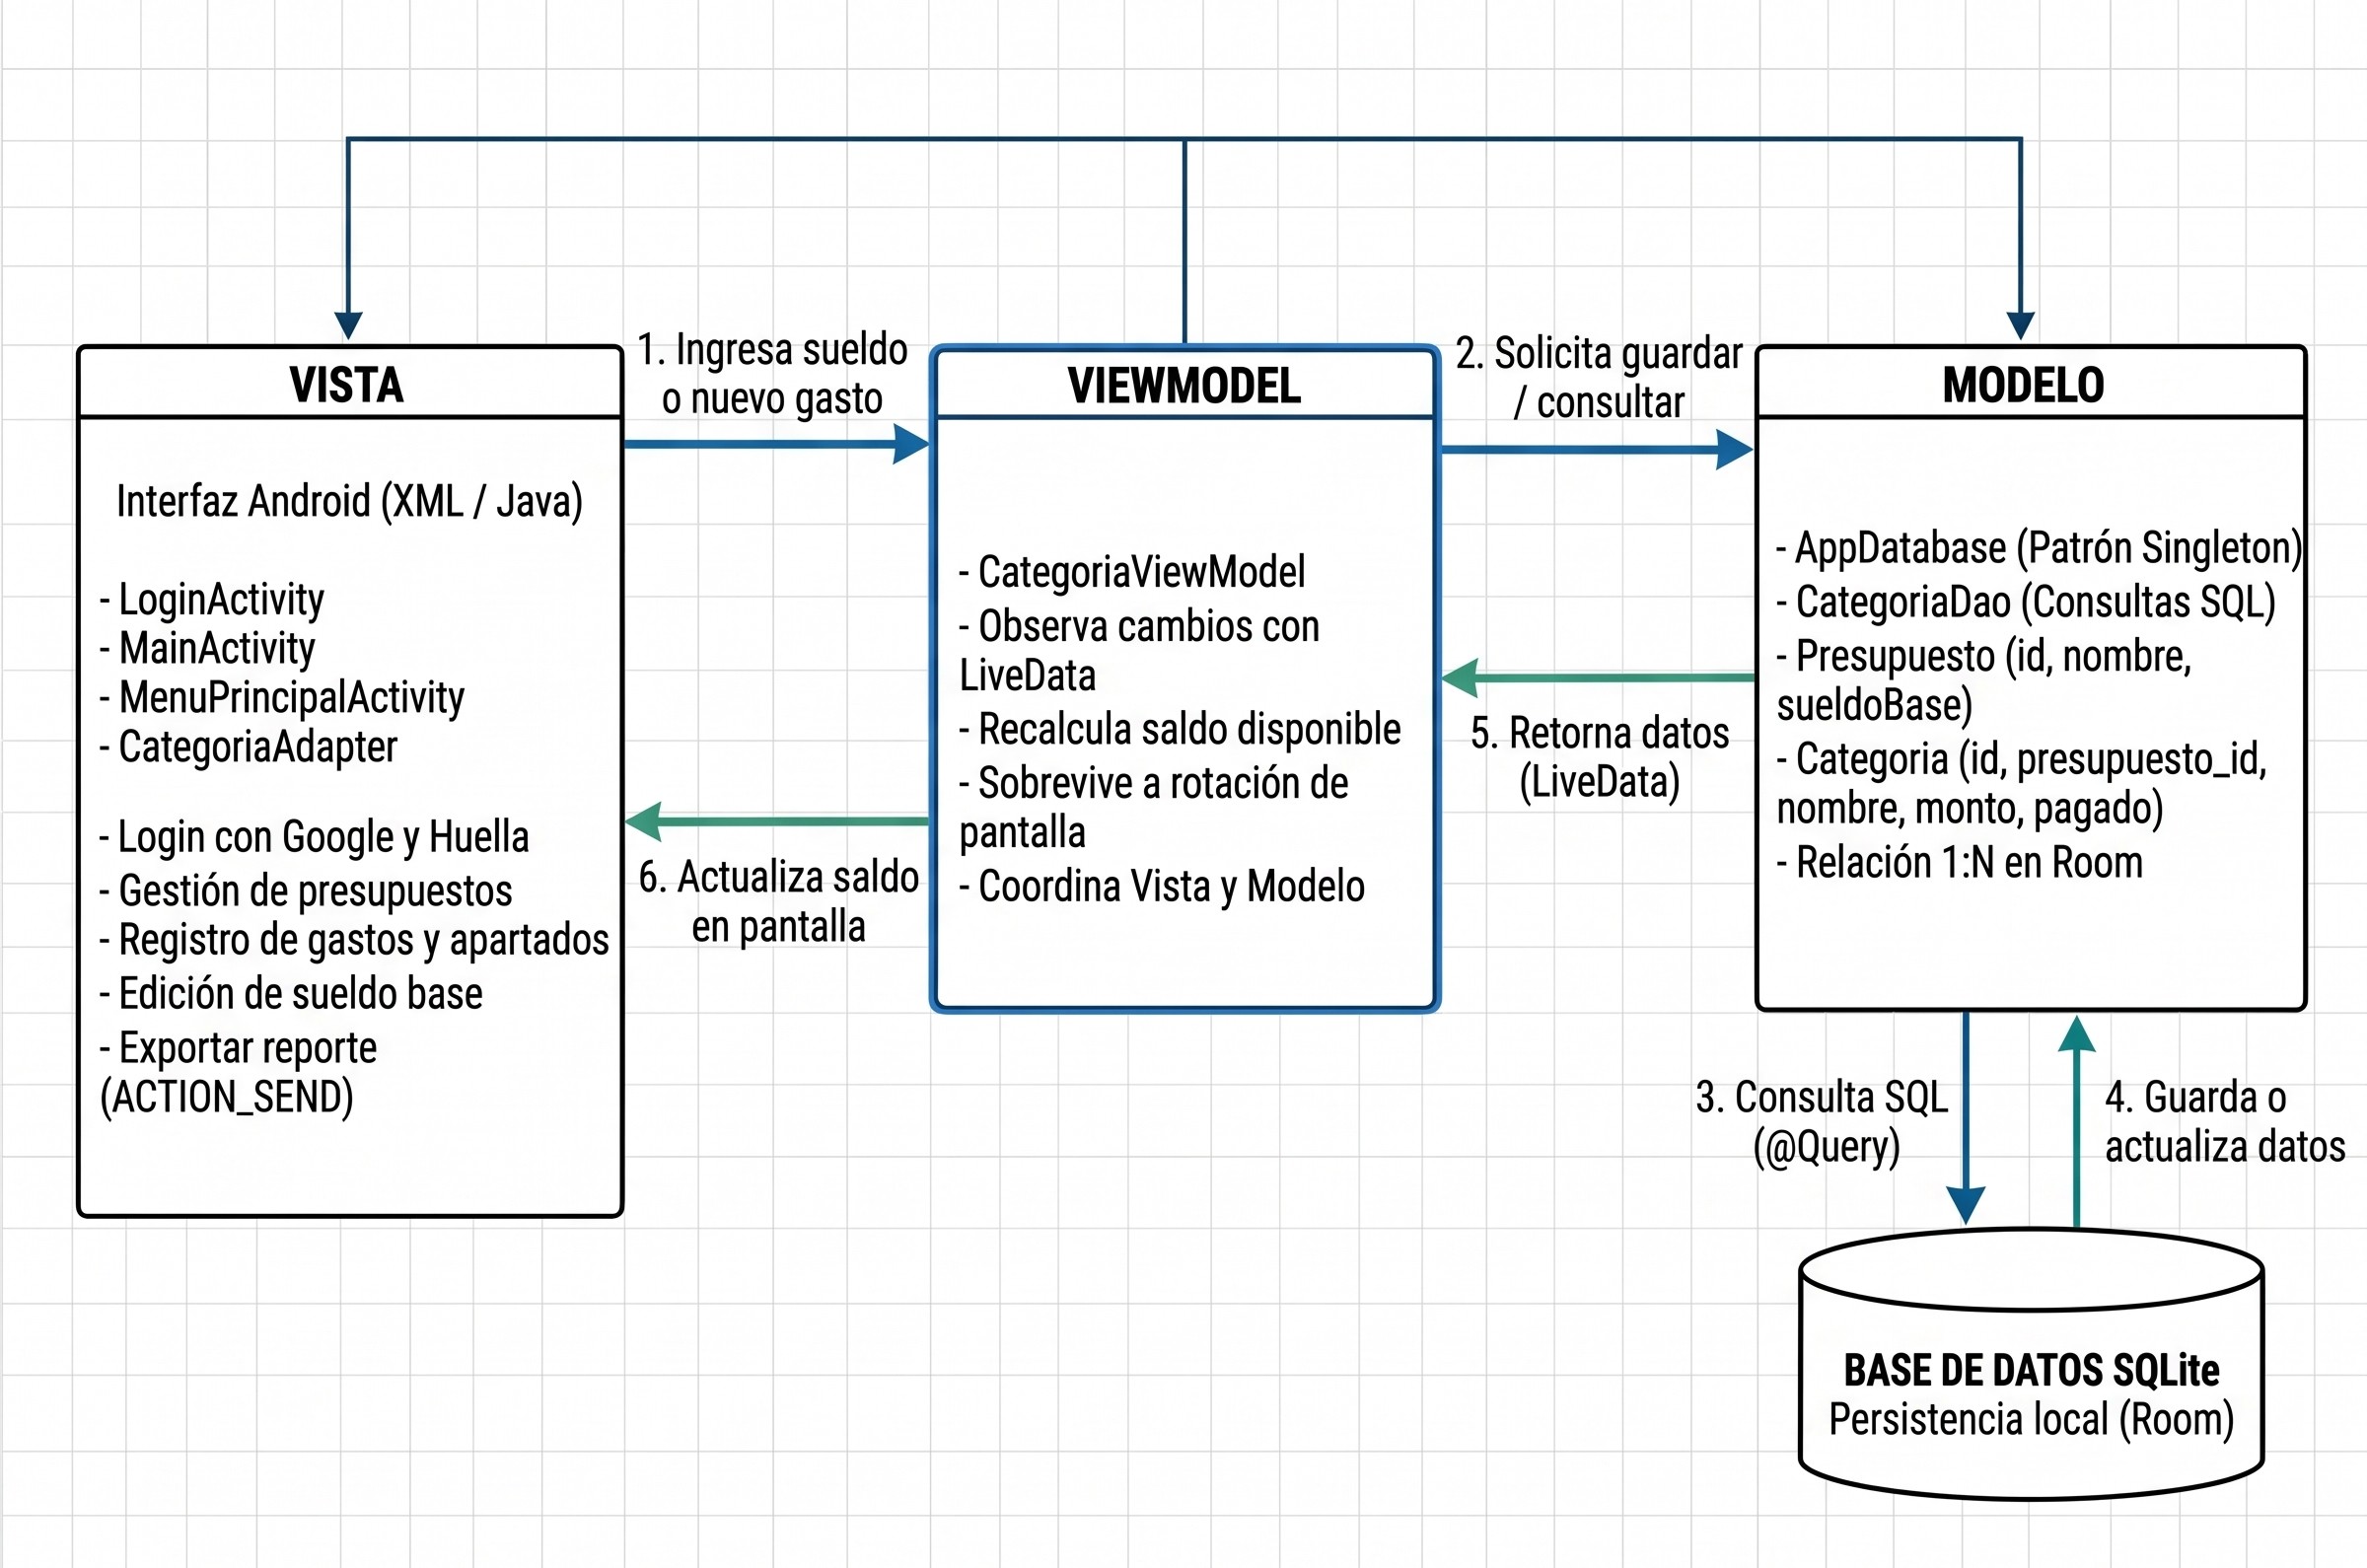 VISTA
Interfaz Android (XML / Java)
- LoginActivity
- MainActivity
- MenuPrincipalActivity
- CategoriaAdapter
- Login con Google y Huella
- Gestión de presupuestos
- Registro de gastos y apartados
- Edición de sueldo base
- Exportar reporte
(ACTION_SEND)
1. Ingresa sueldo
o nuevo gasto
6. Actualiza saldo
en pantalla
VIEWMODEL
- CategoriaViewModel
- Observa cambios con
LiveData
- Recalcula saldo disponible
- Sobrevive a rotación de
pantalla
- Coordina Vista y Modelo
2. Solicita guardar
/ consultar
5. Retorna datos
(LiveData)
MODELO
- AppDatabase (Patrón Singleton)
- CategoriaDao (Consultas SQL)
- Presupuesto (id, nombre,
sueldoBase)
- Categoria (id, presupuesto_id,
nombre, monto, pagado)
- Relación 1:N en Room
3. Consulta SQL
(@Query)
4. Guarda o
actualiza datos
BASE DE DATOS SQLite
Persistencia local (Room)